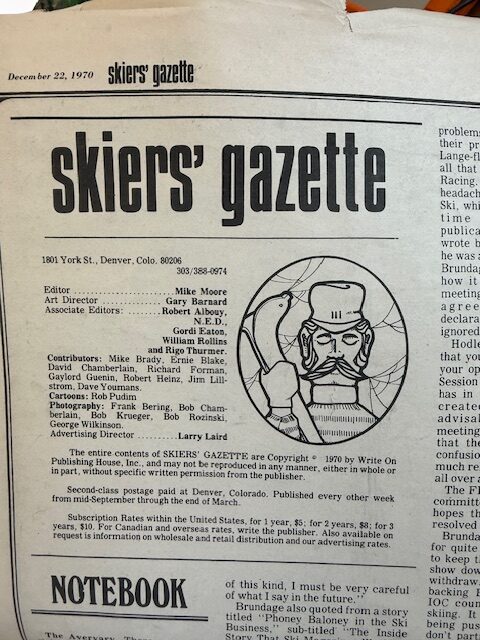 December 22, 1970 skiers' gazette
skiers' gazette
1801 York St., Denver, Colo. 80206
303/388-0974
Editor ........................Mike Moore
Art Director ...............Gary Barnard
Associate Editors: .......Robert Albouy,
N.E.D.,
Gordi Eaton,
William Rollins
and Rigo Thurmer.
Contributors: Mike Brady, Ernie Blake,
David Chamberlain, Richard Forman,
Gaylord Guenin, Robert Heinz, Jim Lill-
strom, Dave Youmans.
Cartoons: Rob Pudim
Photography: Frank Bering, Bob Cham-
berlain, Bob Krueger, Bob Rozinski,
George Wilkinson.
Advertising Director ..........Larry Laird
The entire contents of SKIERS' GAZETTE are Copyright © 1970 by Write On
Publishing House, Inc., and may not be reproduced in any manner, either in whole or
in part, without specific written permission from the publisher.
Second-class postage paid at Denver, Colorado. Published every other week
from mid-September through the end of March.
Subscription Rates within the United States, for 1 year, $5; for 2 years, $8; for 3
years, $10. For Canadian and overseas rates, write the publisher. Also available on
request is information on wholesale and retail distribution and our advertising rates.
NOTEBOOK
of this kind, I must be very careful
of what I say in the future."
Brundage also quoted from a story
titled "Phoney Baloney in the Ski
Business," sub-titled "The Inside
problems
their pr
Lange-fl
all that
Racing.
headach
Ski, whi
time
publica
wrote b
he was a
Brundag
how it
meeting
agree
declara
ignored
Hodle
that you
your op
Session
has in
create
advisal
meeting
that the
confusio
much re
all over a
The FI
committ
hopes th
resolved
Brunda
for quite
to keep t
show dow
withdraw.
backing
IOC coun
skiing. It
being pus
don't part